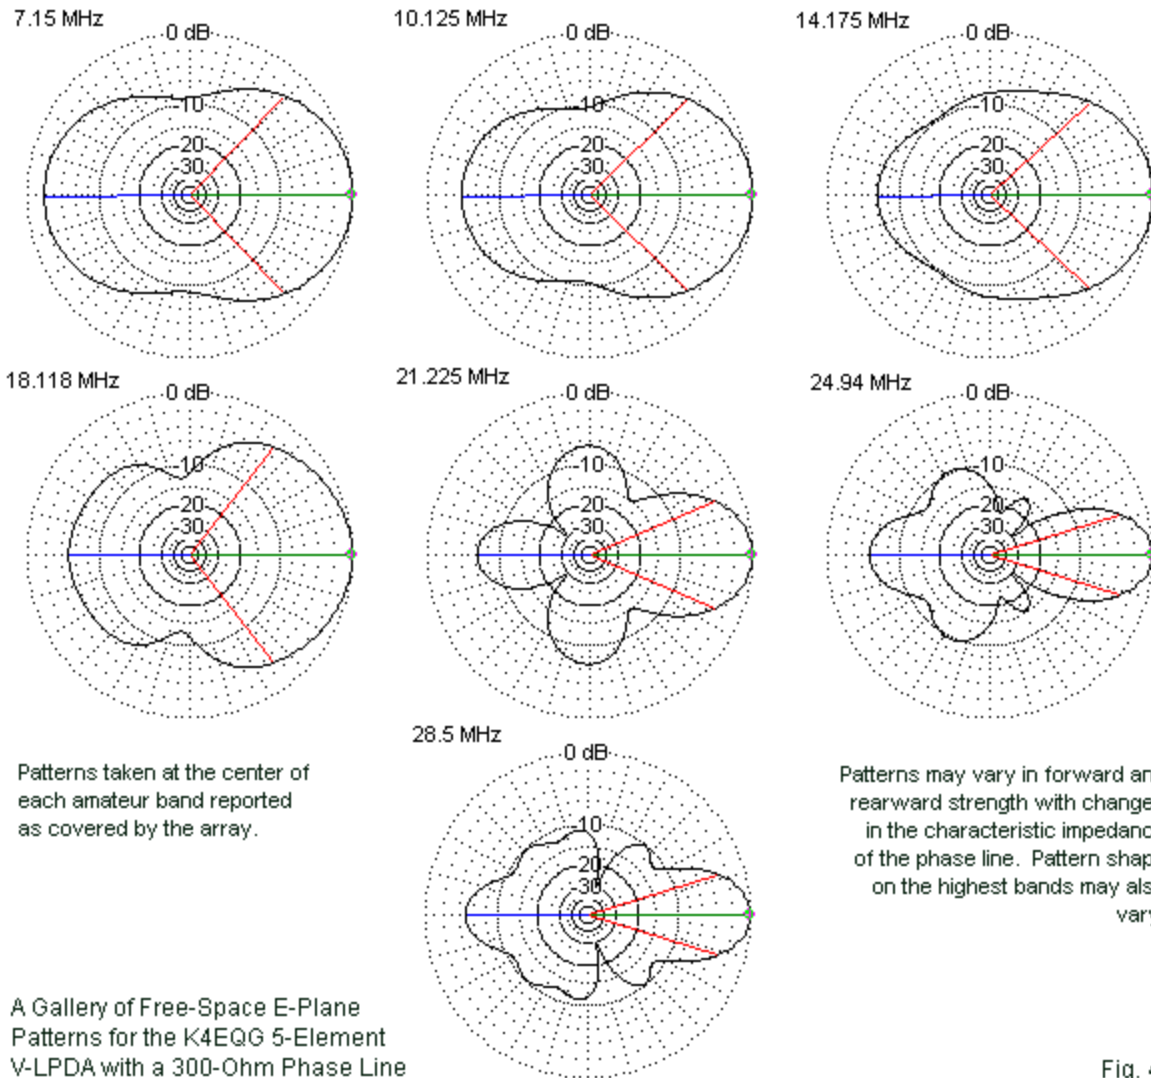 7.15 MHz
0 dB
10
20
30
10.125 MHz
0 dB
10
20
30
14.175 MHz
0 dB
10
20
30
18.118 MHz
0 dB
10
20
30
21.225 MHz
0 dB
10
20
30
24.94 MHz
0 dB
10
20
30
28.5 MHz
0 dB
10
20
30
Patterns taken at the center of
each amateur band reported
as covered by the array.
Patterns may vary in forward an
rearward strength with change
in the characteristic impedanc
of the phase line. Pattern shap
on the highest bands may als
vary
A Gallery of Free-Space E-Plane
Patterns for the K4EQG 5-Element
V-LPDA with a 300-Ohm Phase Line
Fig. 4